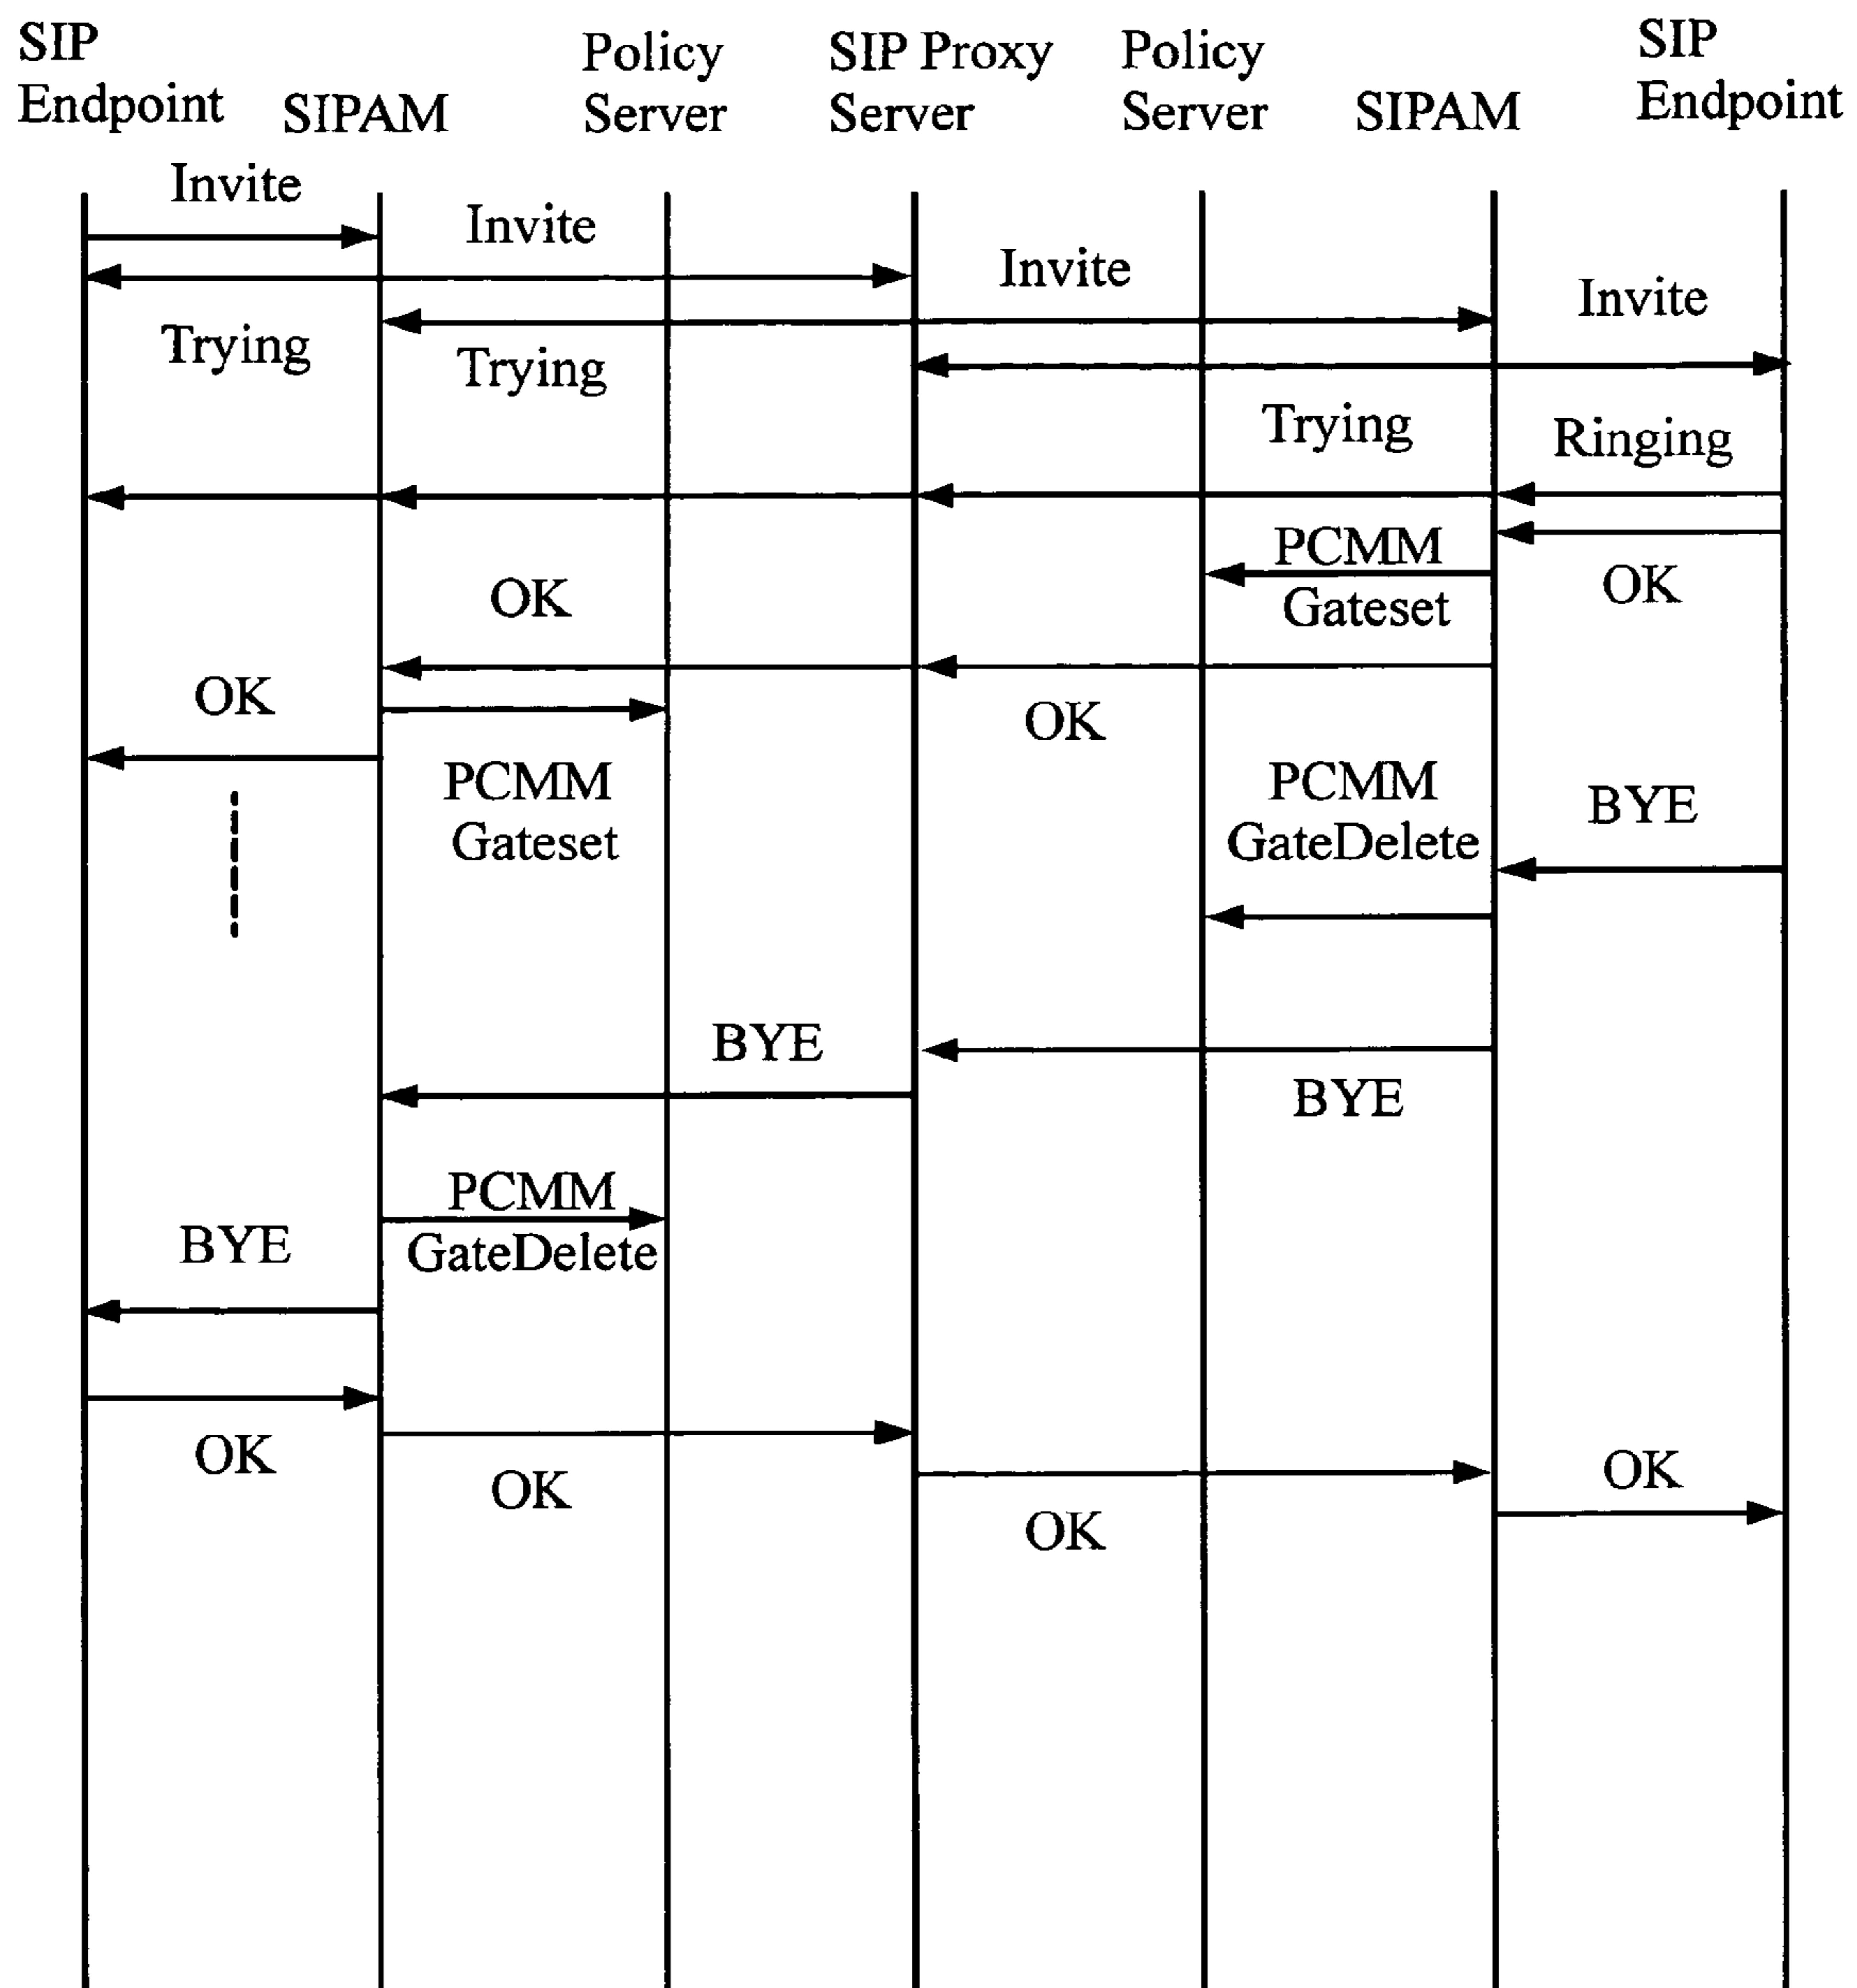 SIP
Endpoint
SIPAM
Policy
Server
SIP Proxy
Server
Policy
Server
SIPAM
SIP
Endpoint
Invite
Invite
Invite
Invite
Trying
Trying
Trying
Ringing
PCMM
Gateset
OK
OK
OK
OK
PCMM
Gateset
PCMM
GateDelete
BYE
BYE
BYE
PCMM
GateDelete
BYE
OK
OK
OK
OK